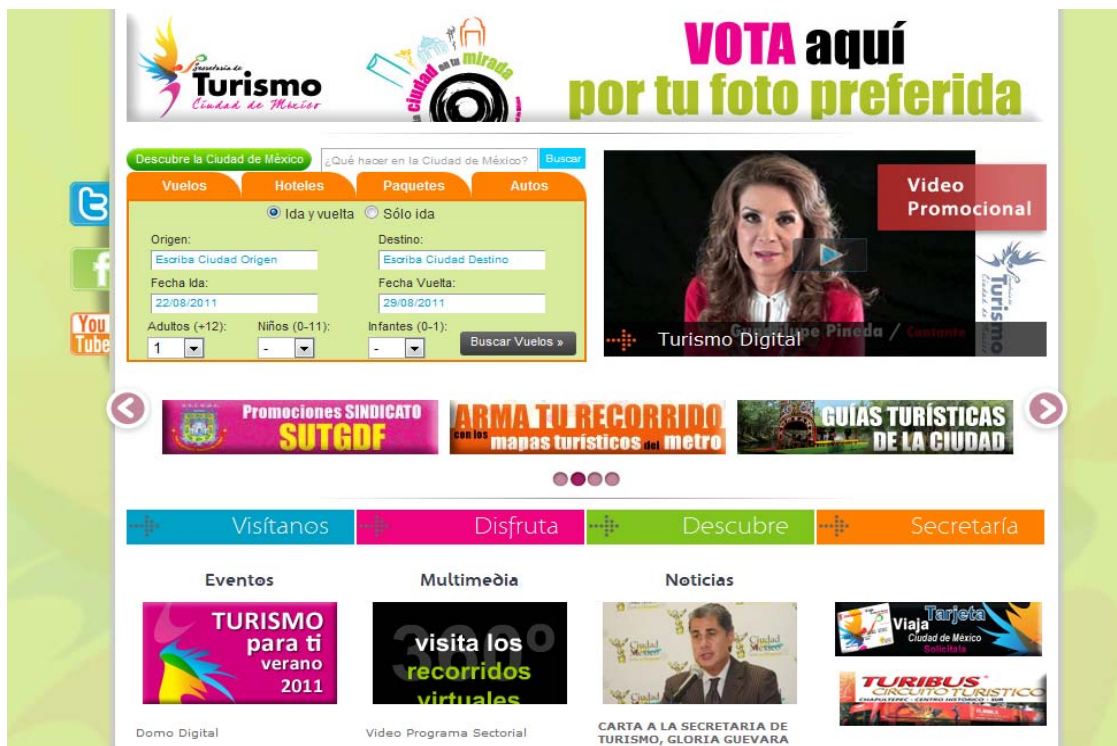 Secretaría de
Turismo
Ciudad de México
la ciudad en tu mirada
VOTA aquí
por tu foto preferida
Descubre la Ciudad de México
¿Qué hacer en la Ciudad de México?
Buscar
Vuelos
Hoteles
Paquetes
Autos
Ida y vuelta
Sólo ida
Origen:
Destino:
Escriba Ciudad Origen
Escriba Ciudad Destino
Fecha Ida:
Fecha Vuelta:
22/08/2011
29/08/2011
Adultos (+12):
Niños (0-11):
Infantes (0-1):
1
-
-
Buscar Vuelos »
You
Tube
Video
Promocional
Turismo
Guadalupe Pineda / Cantante
Turismo Digital
Promociones SINDICATO
SUTGDF
ARMA TU RECORRIDO
con los mapas turísticos del metro
GUÍAS TURÍSTICAS
DE LA CIUDAD
Visítanos
Disfruta
Descubre
Secretaría
Eventos
Multimedia
Noticias
TURISMO
para ti
verano
2011
visita los
recorridos
virtuales
Ciudad
México
Ciudad
México
Ciudad
Tarjeta
Viaja
Ciudad de México
Solicítala
TURIBUS
CIRCUITO TURISTICO
CHAPULTEPEC - CENTRO HISTORICO - SUR
Domo Digital
Video Programa Sectorial
CARTA A LA SECRETARIA DE
TURISMO, GLORIA GUEVARA